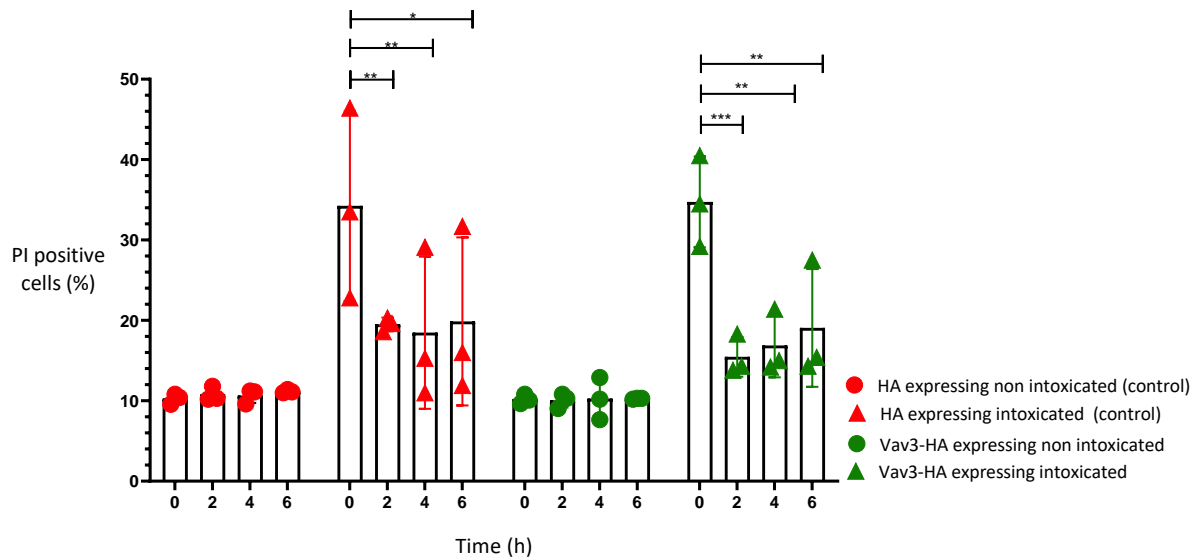 *
**
**
**
**
***
50
40
30
20
10
0
PI positive
cells (%)
0 2 4 6 0 2 4 6 0 2 4 6 0 2 4 6
Time (h)
HA expressing non intoxicated (control)
HA expressing intoxicated (control)
Vav3-HA expressing non intoxicated
Vav3-HA expressing intoxicated